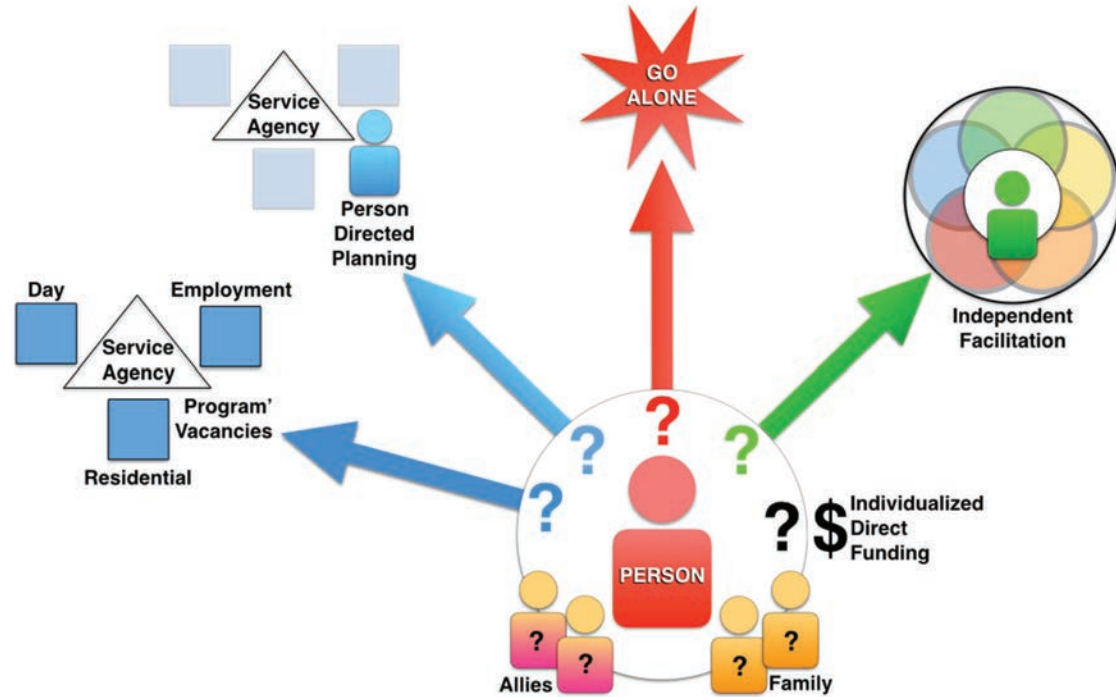 GO
ALONE
Service
Agency
Person
Directed
Planning
Day
Employment
Service
Agency
Program'
Vacancies
Residential
Independent
Facilitation
?
?
?
?
?
$
Individualized
Direct
Funding
PERSON
?
?
?
?
Allies
Family